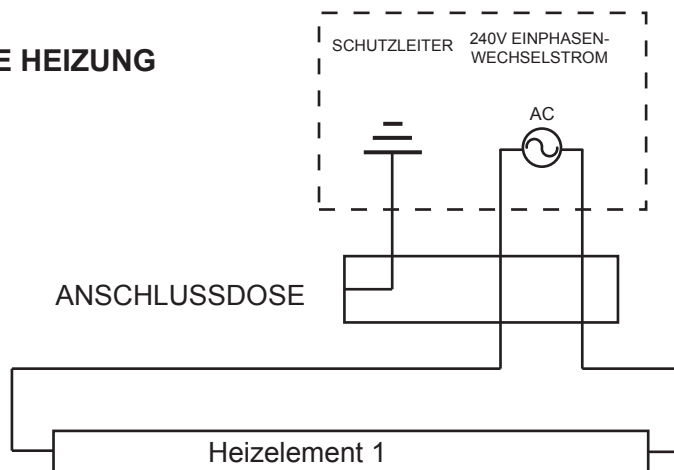 E HEIZUNG
SCHUTZLEITER
240V EINPHASEN-
WECHSELSTROM
AC
ANSCHLUSSDOSE
Heizelement 1